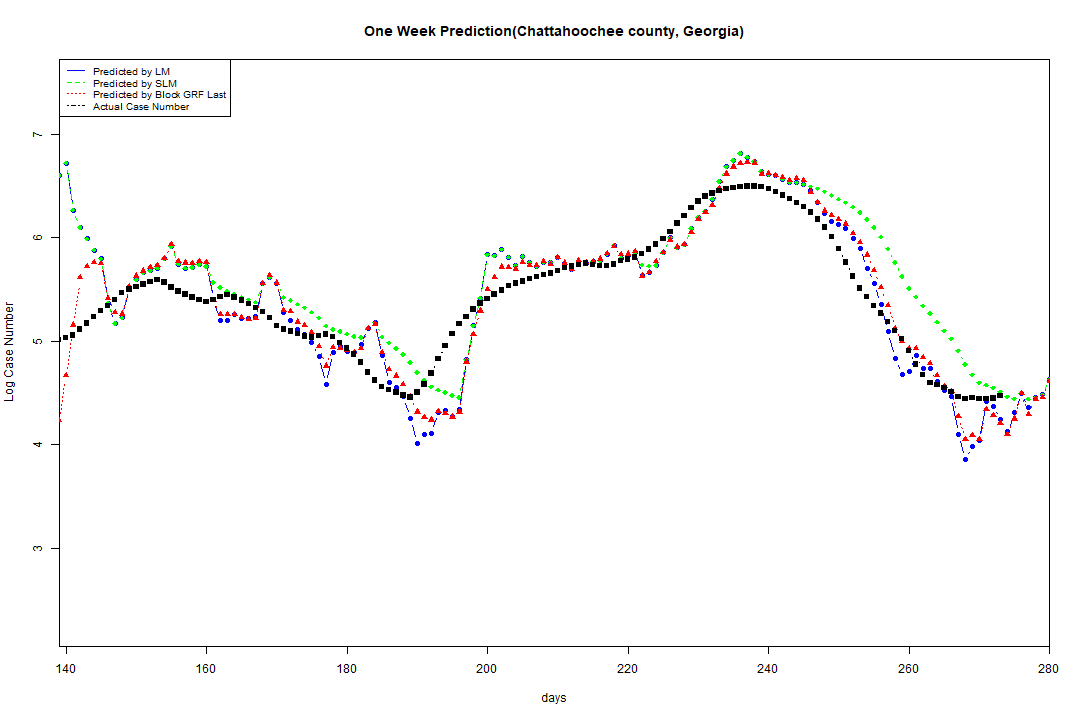 One Week Prediction(Chattahoochee county, Georgia)
Predicted by LM
Predicted by SLM
Predicted by Block GRF Last
Actual Case Number
7
6
5
4
3
Log Case Number
140 160 180 200 220 240 260 280
days